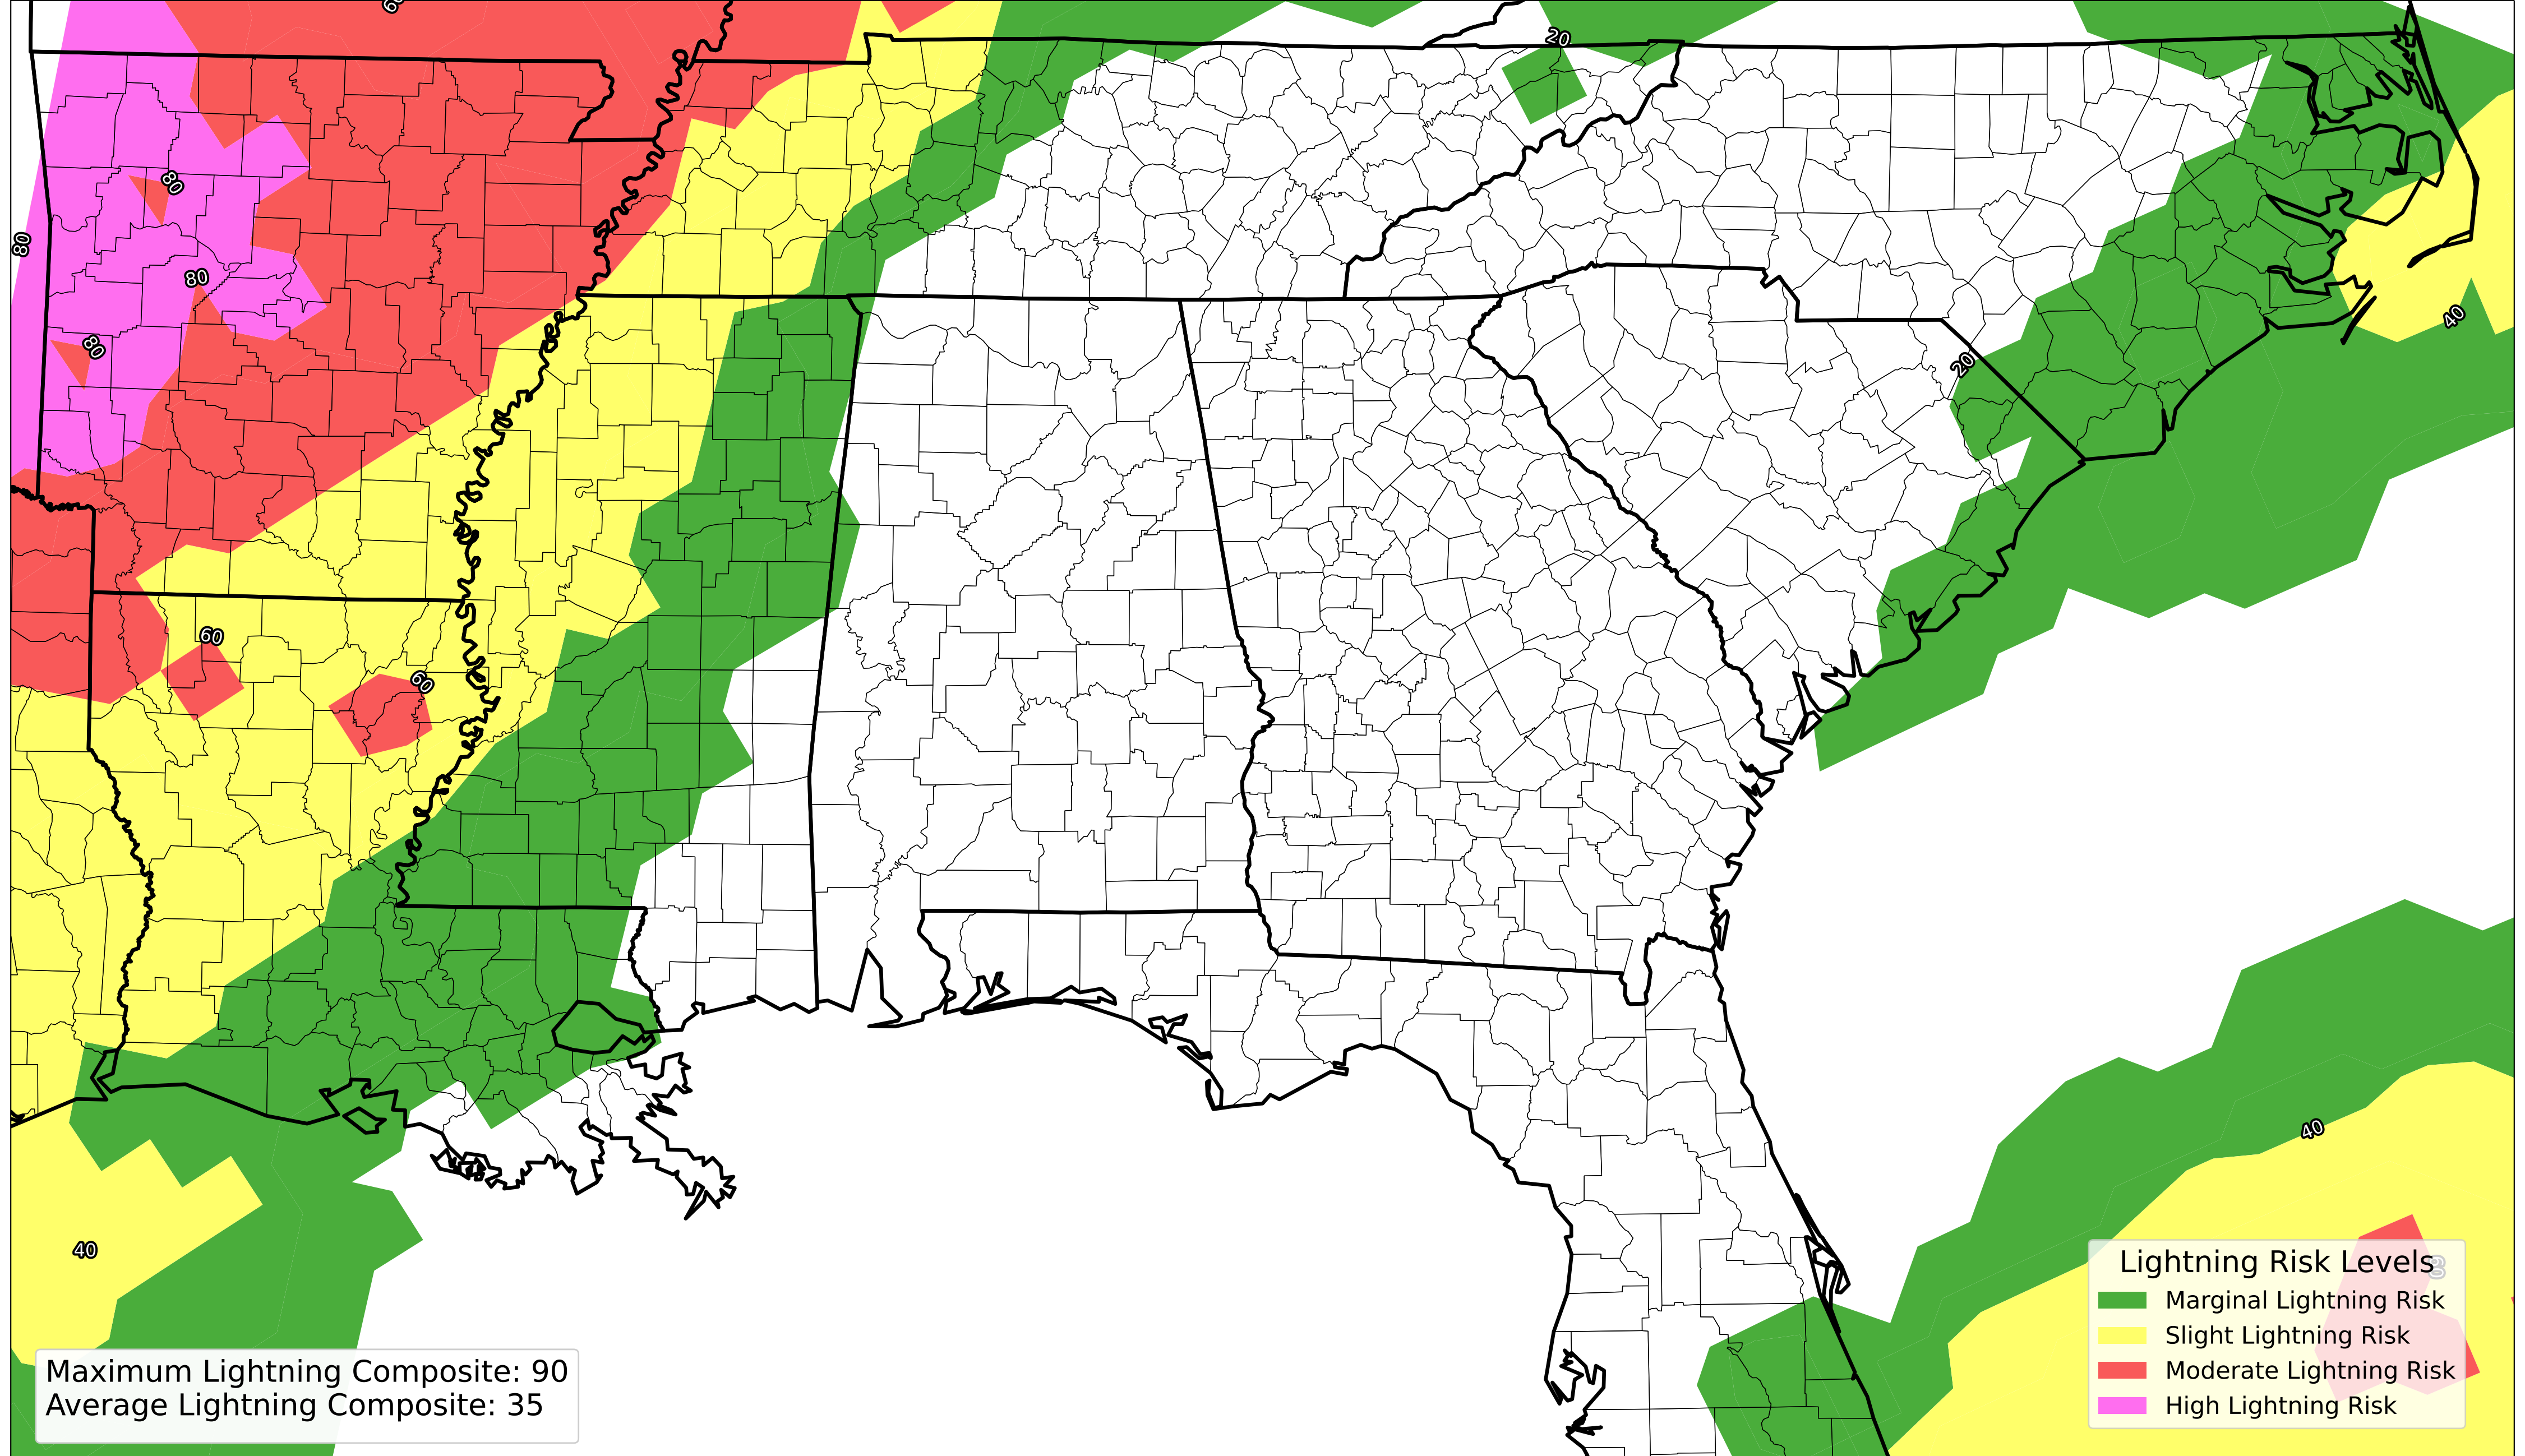 20
80
80
80
80
20
40
60
60
40
40
Lightning Risk Levels
Marginal Lightning Risk
Slight Lightning Risk
Moderate Lightning Risk
High Lightning Risk
Maximum Lightning Composite: 90
Average Lightning Composite: 35